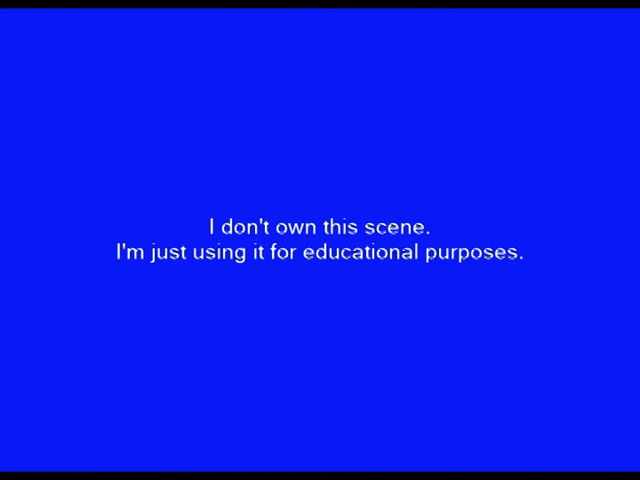 I don't own this scene.
I'm just using it for educational purposes.